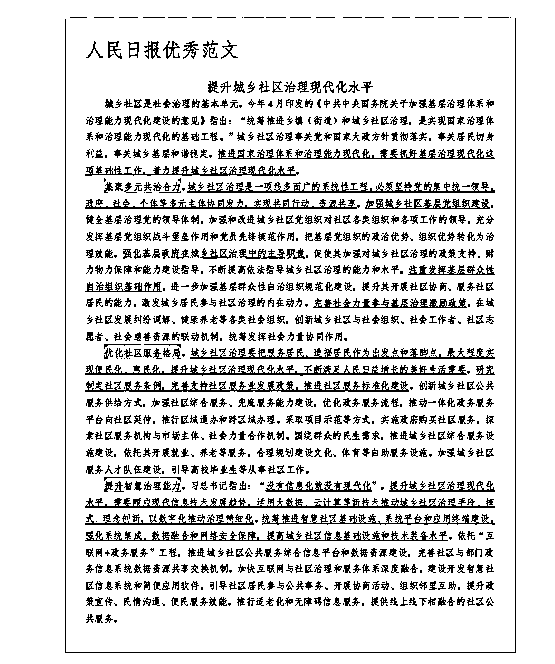 人民日报优秀范文
提升城乡社区治理现代化水平
城乡社区是社会治理的基本单元。今年4月印发的《中共中央国务院关于加强基层治理体系和
治理能力现代化建设的意见》指出：“统筹推进乡镇（街道）和城乡社区治理，是实现国家治理体
系和治理能力现代化的基础工程。”城乡社区治理事关党和国家大政方针贯彻落实，事关居民切身
利益，事关城乡基层和谐稳定。推进国家治理体系和治理能力现代化，需要抓好基层治理现代化这
项基础性工作，着力提升城乡社区治理现代化水平。
凝聚多元共治合力。城乡社区治理是一项线多面广的系统性工程，必须坚持党的集中统一领导，
政府、社会、个体等多元主体协同发力，实现共同行动、资源共享。加强城乡社区基层党组织建设，
健全基层治理党的领导体制，加强和改进城乡社区党组织对社区各类组织和各项工作的领导，充分
发挥基层党组织战斗堡垒作用和党员先锋模范作用，把基层党组织的政治优势、组织优势转化为治
理效能。强化基层政府在城乡社区治理中的主导职责，促使其加强对城乡社区治理的政策支持、财
力物力保障和能力建设指导，不断提高依法指导城乡社区治理的能力和水平。注重发挥基层群众性
自治组织基础作用，进一步加强基层群众性自治组织规范化建设，提升其开展社区协商、服务社区
居民的能力，激发城乡居民参与社区治理的内在动力。完善社会力量参与基层治理激励政策，在城
乡社区发展纠纷调解、健康养老等各类社会组织，创新城乡社区与社会组织、社会工作者、社区志
愿者、社会慈善资源的联动机制，统筹发挥社会力量协同作用。
优化社区服务格局。城乡社区治理要把服务居民、造福居民作为出发点和落脚点，最大程度实
现便民化、惠民化，提升城乡社区治理现代化水平，不断满足人民日益增长的美好生活需要。研究
制定社区服务条例，完善支持社区服务业发展政策，推进社区服务标准化建设。创新城乡社区公共
服务供给方式，加强社区综合服务、兜底服务能力建设，优化政务服务流程，推动一体化政务服务
平台向社区延伸，推行区域通办和跨区域办理。采取项目示范等方式，实施政府购买社区服务，探
索社区服务机构与市场主体、社会力量合作机制。围绕群众的民生需求，推进城乡社区综合服务设
施建设，依托其开展就业、养老等服务，合理规划建设文化、体育等自助服务设施。加强城乡社区
服务人才队伍建设，引导高校毕业生等从事社区工作。
提升智慧治理能力。习总书记指出：“没有信息化就没有现代化”。提升城乡社区治理现代化
水平，需要顺应现代信息技术发展趋势，运用大数据、云计算等新技术推动城乡社区治理手段、模
式、理念创新，以数字化推动治理精细化。统筹推进智慧社区基础设施、系统平台和应用终端建设，
强化系统集成、数据融合和网络安全保障，提高城乡社区信息基础设施和技术装备水平。依托“互
联网+政务服务”工程，推进城乡社区公共服务综合信息平台和数据资源建设，完善社区与部门政
务信息系统数据资源共享交换机制。加快互联网与社区治理和服务体系深度融合，建设开发智慧社
区信息系统和简便应用软件，引导社区居民参与公共事务、开展协商活动、组织邻里互助，提升政
策宣传、民情沟通、便民服务效能。推行适老化和无障碍信息服务，提供线上线下相融合的社区公
共服务。